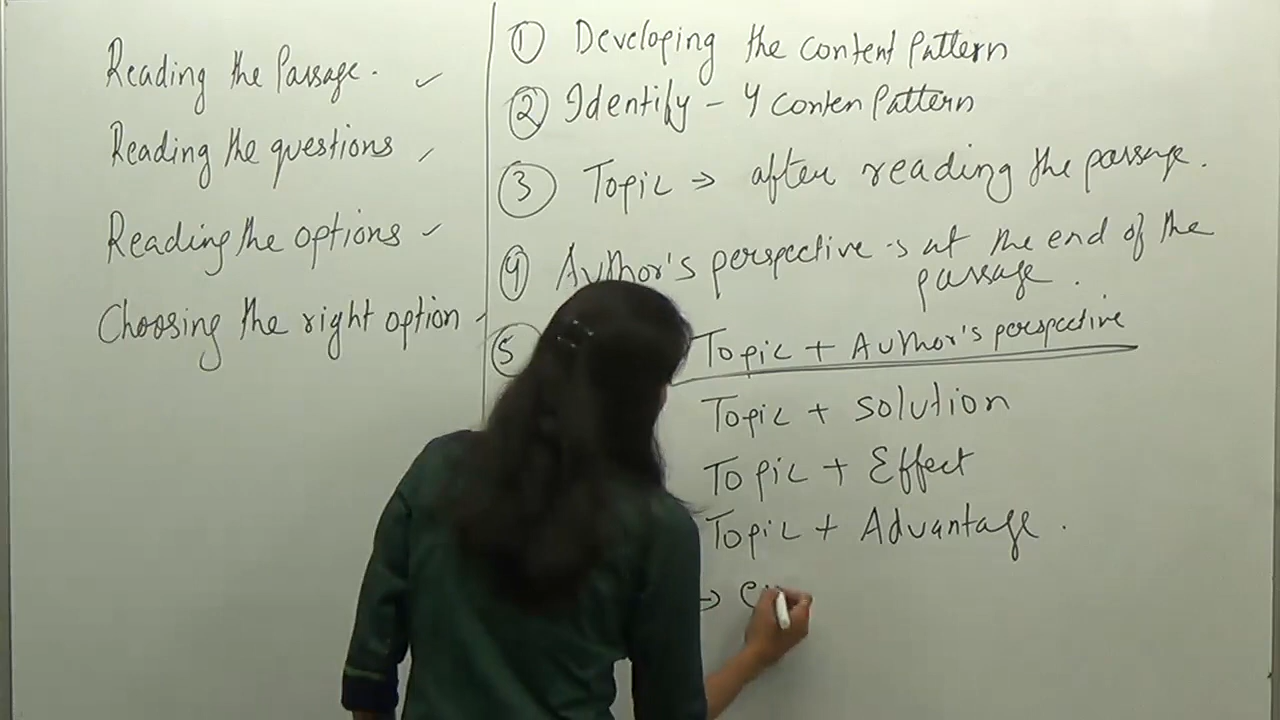 Reading the Passage. ✓
Reading the questions ✓
Reading the options ✓
Choosing the right option
① Developing the content Pattern
② Identify - 4 conten Pattern
③ Topic → after reading the passage.
④ Author's perspective is at the end of the
passage.
⑤ Topic + Author's perspective
Topic + solution
Topic + Effect
Topic + Advantage.
→